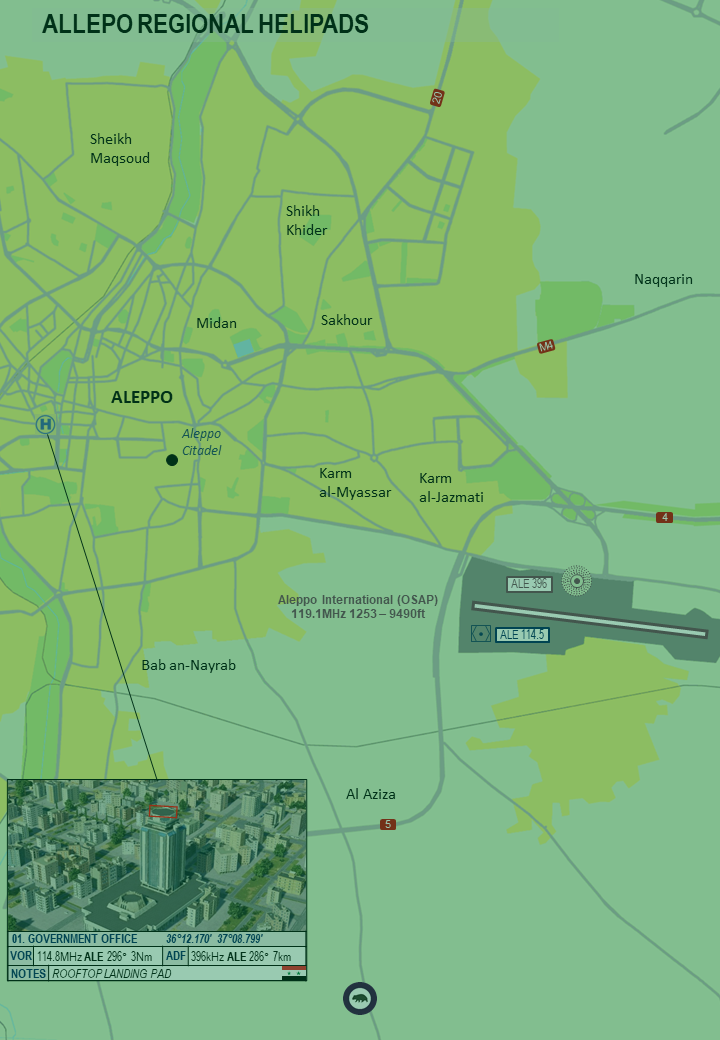 ALLEPO REGIONAL HELIPADS
20
Sheikh
Maqsoud
Shikh
Khider
Naqqarin
Midan
Sakhour
M4
ALEPPO
H
Aleppo
Citadel
Karm
al-Myassar
Karm
al-Jazmati
4
ALE 396
Aleppo International (OSAP)
119.1MHz 1253 – 9490ft
ALE 114.5
Bab an-Nayrab
Al Aziza
5
01. GOVERNMENT OFFICE 36°12.170' 37°08.799'
VOR 114.8MHz ALE 296° 3Nm ADF 396kHz ALE 286° 7km
NOTES ROOFTOP LANDING PAD